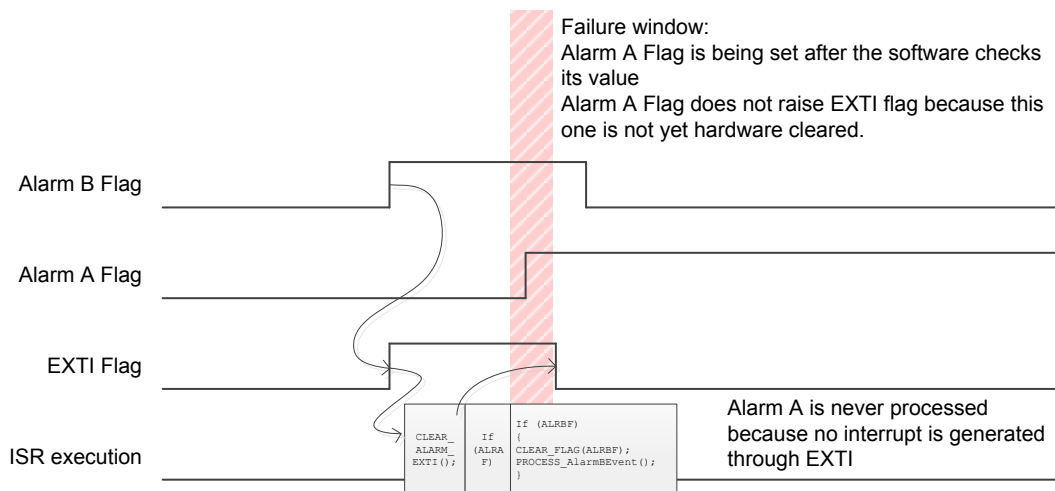 Failure window:
Alarm A Flag is being set after the software checks
its value
Alarm A Flag does not raise EXTI flag because this
one is not yet hardware cleared.
Alarm B Flag
Alarm A Flag
EXTI Flag
ISR execution
CLEAR_
ALARM_
EXTI();
If
(ALRA
F)
If (ALRBF)
{
CLEAR_FLAG(ALRBF);
PROCESS_AlarmBEvent();
}
Alarm A is never processed
because no interrupt is generated
through EXTI